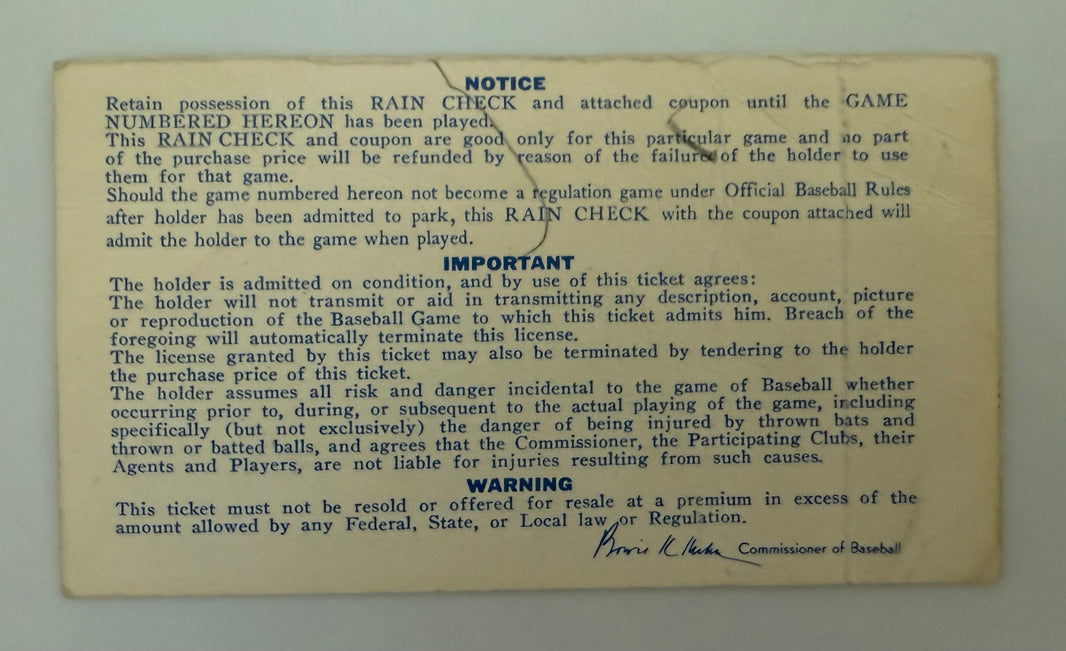 NOTICE
Retain possession of this RAIN CHECK and attached coupon until the GAME
NUMBERED HEREON has been played.
This RAIN CHECK and coupon are good only for this particular game and no part
of the purchase price will be refunded by reason of the failure of the holder to use
them for that game.
Should the game numbered hereon not become a regulation game under Official Baseball Rules
after holder has been admitted to park, this RAIN CHECK with the coupon attached will
admit the holder to the game when played.
IMPORTANT
The holder is admitted on condition, and by use of this ticket agrees:
The holder will not transmit or aid in transmitting any description, account, picture
or reproduction of the Baseball Game to which this ticket admits him. Breach of the
foregoing will automatically terminate this license.
The license granted by this ticket may also be terminated by tendering to the holder
the purchase price of this ticket.
The holder assumes all risk and danger incidental to the game of Baseball whether
occurring prior to, during, or subsequent to the actual playing of the game, including
specifically (but not exclusively) the danger of being injured by thrown bats and
thrown or batted balls, and agrees that the Commissioner, the Participating Clubs, their
Agents and Players, are not liable for injuries resulting from such causes.
WARNING
This ticket must not be resold or offered for resale at a premium in excess of the
amount allowed by any Federal, State, or Local law or Regulation.
Bowie K Kuhn Commissioner of Baseball